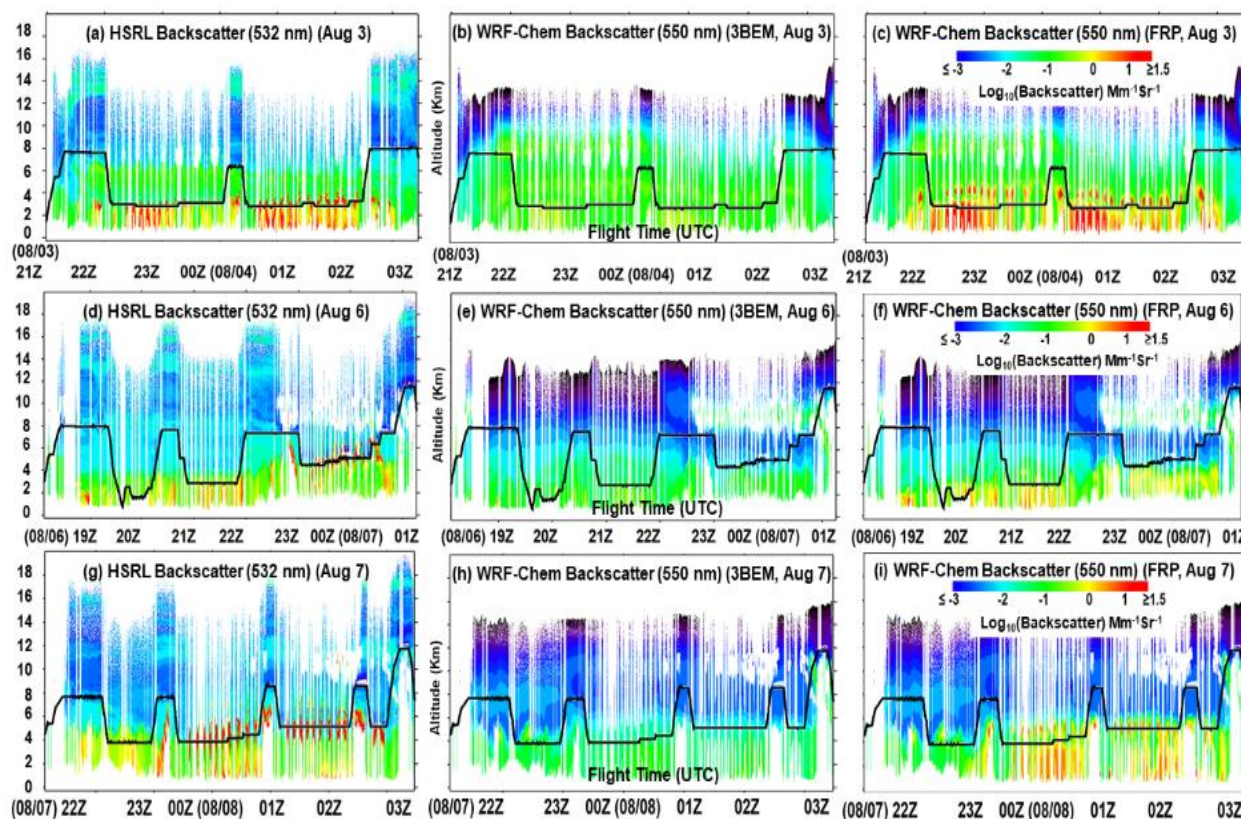 (a) HSRL Backscatter (532 nm) (Aug 3)
(b) WRF-Chem Backscatter (550 nm) (3BEM, Aug 3)
(c) WRF-Chem Backscatter (550 nm) (FRP, Aug 3)
≤ -3 -2 -1 0 1 ≥1.5
Log10(Backscatter) Mm-1Sr-1
18
16
14
12
10
8
6
4
2
0
Altitude (Km)
Flight Time (UTC)
(08/03)
21Z 22Z 23Z 00Z (08/04) 01Z 02Z 03Z
(08/03)
21Z 22Z 23Z 00Z (08/04) 01Z 02Z 03Z
(08/03)
21Z 22Z 23Z 00Z (08/04) 01Z 02Z 03Z
(d) HSRL Backscatter (532 nm) (Aug 6)
(e) WRF-Chem Backscatter (550 nm) (3BEM, Aug 6)
(f) WRF-Chem Backscatter (550 nm) (FRP, Aug 6)
≤ -3 -2 -1 0 1 ≥1.5
Log10(Backscatter) Mm-1Sr-1
18
16
14
12
10
8
6
4
2
0
Altitude (Km)
Flight Time (UTC)
(08/06) 19Z 20Z 21Z 22Z 23Z 00Z (08/07) 01Z
(08/06) 19Z 20Z 21Z 22Z 23Z 00Z (08/07) 01Z
(08/06) 19Z 20Z 21Z 22Z 23Z 00Z (08/07) 01Z
(g) HSRL Backscatter (532 nm) (Aug 7)
(h) WRF-Chem Backscatter (550 nm) (3BEM, Aug 7)
(i) WRF-Chem Backscatter (550 nm) (FRP, Aug 7)
≤ -3 -2 -1 0 1 ≥1.5
Log10(Backscatter) Mm-1Sr-1
18
16
14
12
10
8
6
4
2
0
Altitude (Km)
Flight Time (UTC)
(08/07) 22Z 23Z 00Z (08/08) 01Z 02Z 03Z
(08/07) 22Z 23Z 00Z (08/08) 01Z 02Z 03Z
(08/07) 22Z 23Z 00Z (08/08) 01Z 02Z 03Z